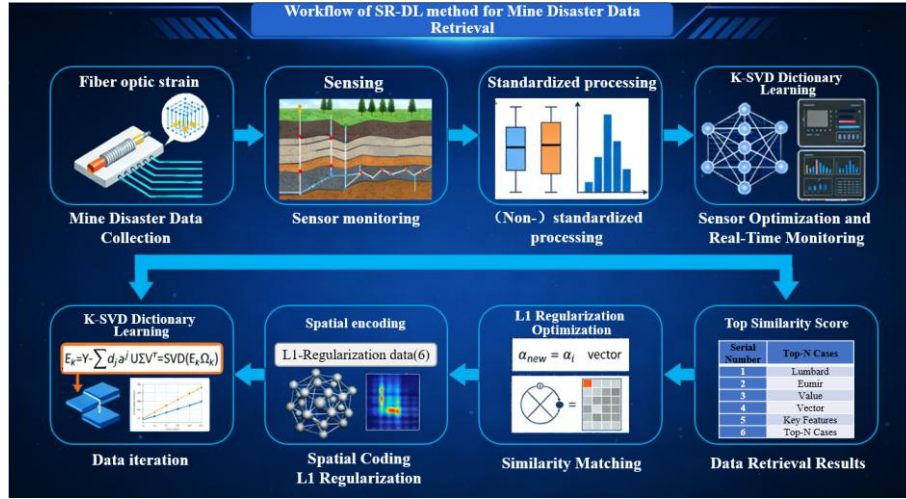 Workflow of SR-DL method for Mine Disaster Data
Retrieval
Fiber optic strain
Mine Disaster Data
Collection
Sensing
Sensor monitoring
Standardized processing
（Non-）standardized
processing
K-SVD Dictionary
Learning
Sensor Optimization and
Real-Time Monitoring
K-SVD Dictionary
Learning
E_k=Y-∑ d_j a^j UΣV^T=SVD(E_kΩ_k)
Data iteration
Spatial encoding
L1-Regularization data(6)
Spatial Coding
L1 Regularization
L1 Regularization
Optimization
α_new = α_i vector
Similarity Matching
Top Similarity Score
Serial Number Top-N Cases
1 Lumbard
2 Eumir
3 Value
4 Vector
5 Key Features
6 Top-N Cases
Data Retrieval Results